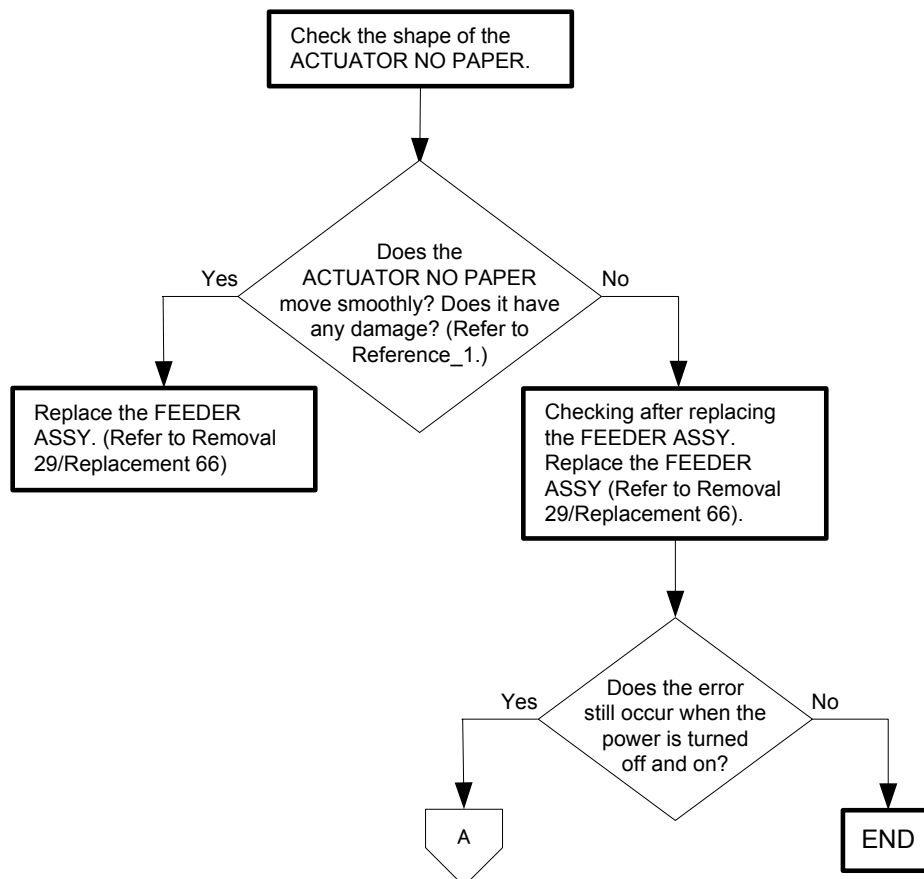 Check the shape of the
ACTUATOR NO PAPER.
Does the
ACTUATOR NO PAPER
move smoothly? Does it have
any damage? (Refer to
Reference_1.)
Yes
No
Replace the FEEDER
ASSY. (Refer to Removal
29/Replacement 66)
Checking after replacing
the FEEDER ASSY.
Replace the FEEDER
ASSY (Refer to Removal
29/Replacement 66).
Does the error
still occur when the
power is turned
off and on?
Yes
No
A
END